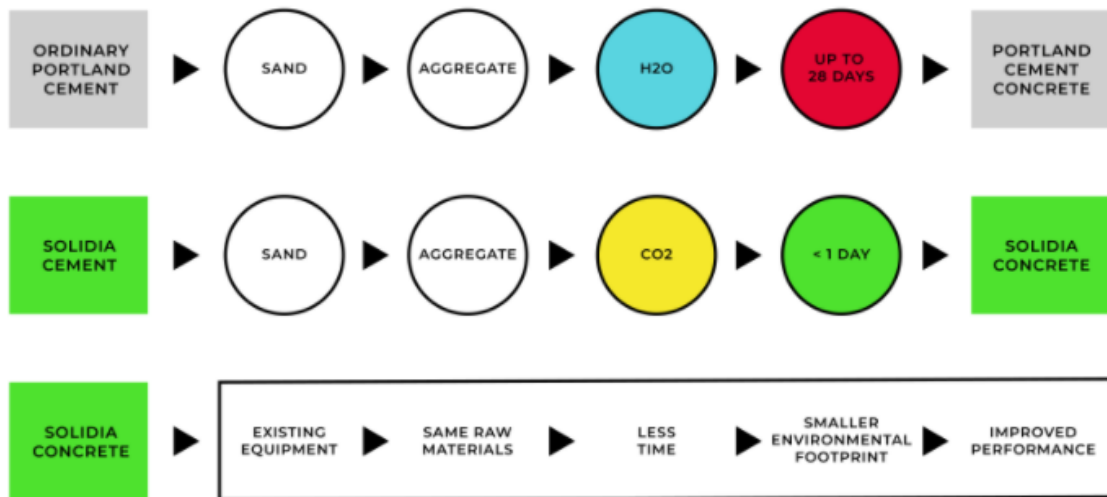 ORDINARY
PORTLAND
CEMENT
SAND
AGGREGATE
H2O
UP TO
28 DAYS
PORTLAND
CEMENT
CONCRETE
SOLIDIA
CEMENT
SAND
AGGREGATE
CO2
< 1 DAY
SOLIDIA
CONCRETE
SOLIDIA
CONCRETE
EXISTING
EQUIPMENT
SAME RAW
MATERIALS
LESS
TIME
SMALLER
ENVIRONMENTAL
FOOTPRINT
IMPROVED
PERFORMANCE